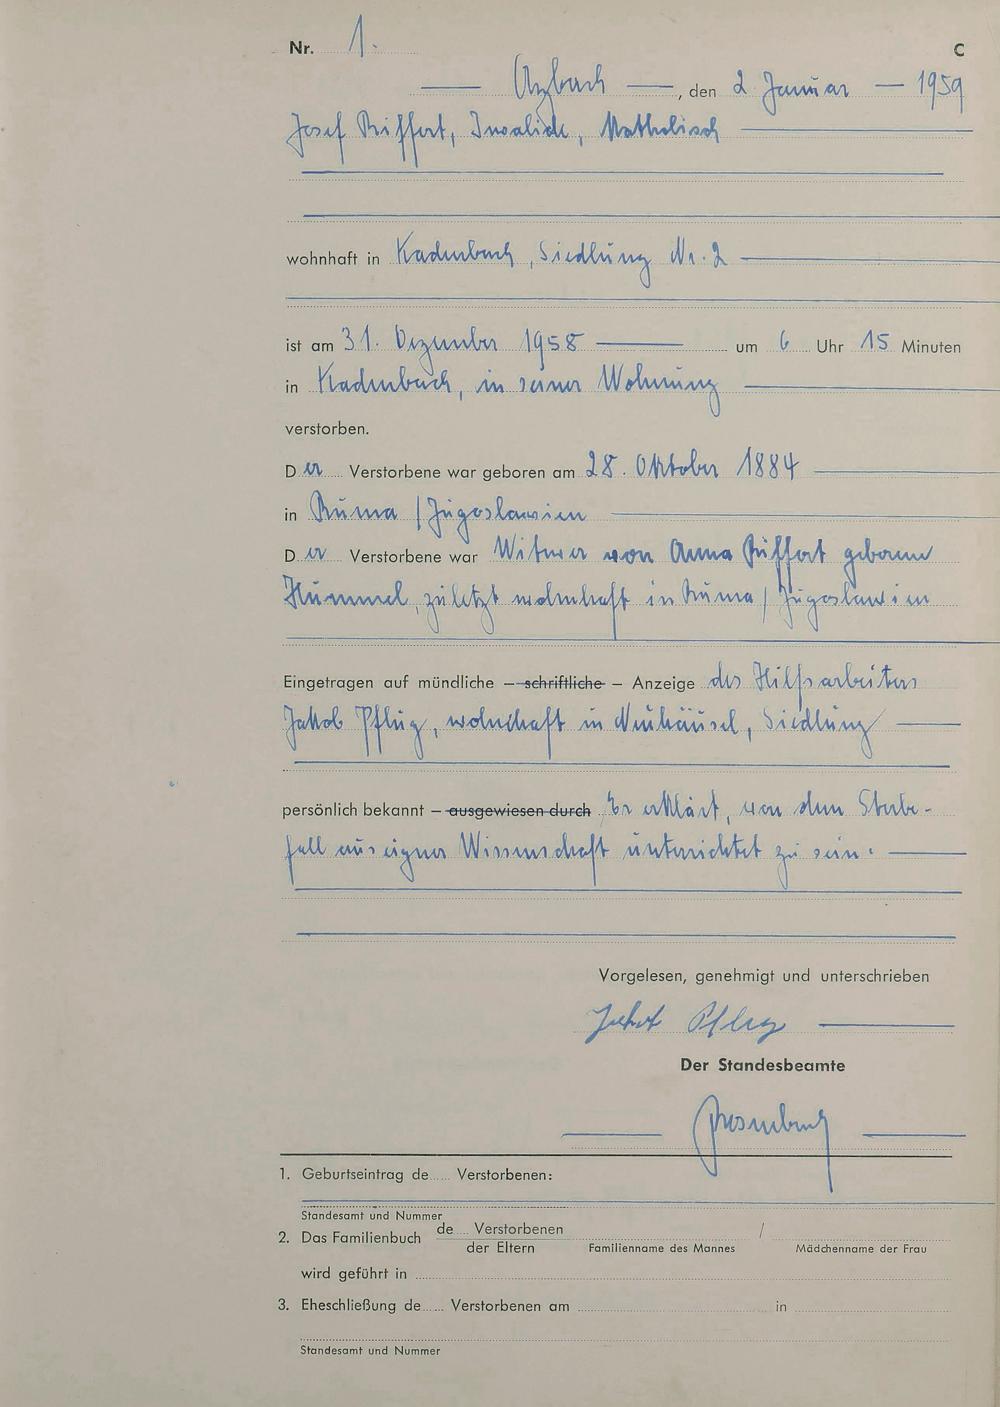 Nr. 1. C
— Arzbach —, den 2 Januar — 1959
Josef Riffert, Invalide, Katholisch
wohnhaft in Kadenbach, Siedlung Nr. 2
ist am 31. Dezember 1958 um 6 Uhr 15 Minuten
in Kadenbach, in seiner Wohnung
verstorben.
Der Verstorbene war geboren am 28. Oktober 1884
in Ruma / Jugoslawien
Der Verstorbene war Witwer von Anna Riffert geborene
Hummel, zuletzt wohnhaft in Ruma / Jugoslawien
Eingetragen auf mündliche – schriftliche – Anzeige des Hilfsarbeiters
Jakob Pflug, wohnhaft in Neuhäusel, Siedlung
persönlich bekannt – ausgewiesen durch Er erklärt, von dem Sterbe-
fall aus eigner Wissenschaft unterrichtet zu sein.
Vorgelesen, genehmigt und unterschrieben
Jakob Pflug
Der Standesbeamte
1. Geburtseintrag de..... Verstorbenen:
Standesamt und Nummer
2. Das Familienbuch de.... Verstorbenen /
der Eltern Familienname des Mannes Mädchenname der Frau
wird geführt in
3. Eheschließung de..... Verstorbenen am in
Standesamt und Nummer